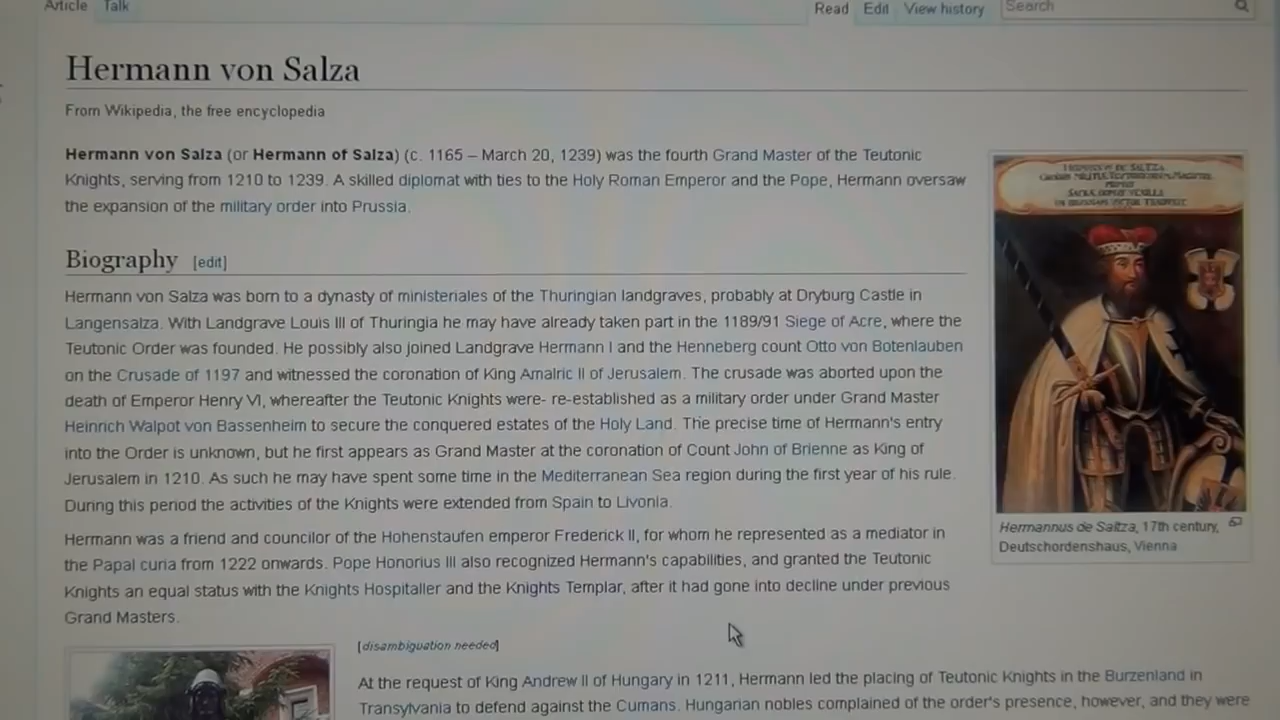 Article Talk
Read Edit View history Search
Hermann von Salza
From Wikipedia, the free encyclopedia
Hermann von Salza (or Hermann of Salza) (c. 1165 – March 20, 1239) was the fourth Grand Master of the Teutonic
Knights, serving from 1210 to 1239. A skilled diplomat with ties to the Holy Roman Emperor and the Pope, Hermann oversaw
the expansion of the military order into Prussia.
HERMANNUS DE SALTZA
Biography [edit]
Hermann von Salza was born to a dynasty of ministeriales of the Thuringian landgraves, probably at Dryburg Castle in
Langensalza. With Landgrave Louis III of Thuringia he may have already taken part in the 1189/91 Siege of Acre, where the
Teutonic Order was founded. He possibly also joined Landgrave Hermann I and the Henneberg count Otto von Botenlauben
on the Crusade of 1197 and witnessed the coronation of King Amalric II of Jerusalem. The crusade was aborted upon the
death of Emperor Henry VI, whereafter the Teutonic Knights were- re-established as a military order under Grand Master
Heinrich Walpot von Bassenheim to secure the conquered estates of the Holy Land. The precise time of Hermann's entry
into the Order is unknown, but he first appears as Grand Master at the coronation of Count John of Brienne as King of
Jerusalem in 1210. As such he may have spent some time in the Mediterranean Sea region during the first year of his rule.
During this period the activities of the Knights were extended from Spain to Livonia.
Hermannus de Saltza, 17th century,
Deutschordenshaus, Vienna
Hermann was a friend and councilor of the Hohenstaufen emperor Frederick II, for whom he represented as a mediator in
the Papal curia from 1222 onwards. Pope Honorius III also recognized Hermann's capabilities, and granted the Teutonic
Knights an equal status with the Knights Hospitaller and the Knights Templar, after it had gone into decline under previous
Grand Masters.
[disambiguation needed]
At the request of King Andrew II of Hungary in 1211, Hermann led the placing of Teutonic Knights in the Burzenland in
Transylvania to defend against the Cumans. Hungarian nobles complained of the order's presence, however, and they were